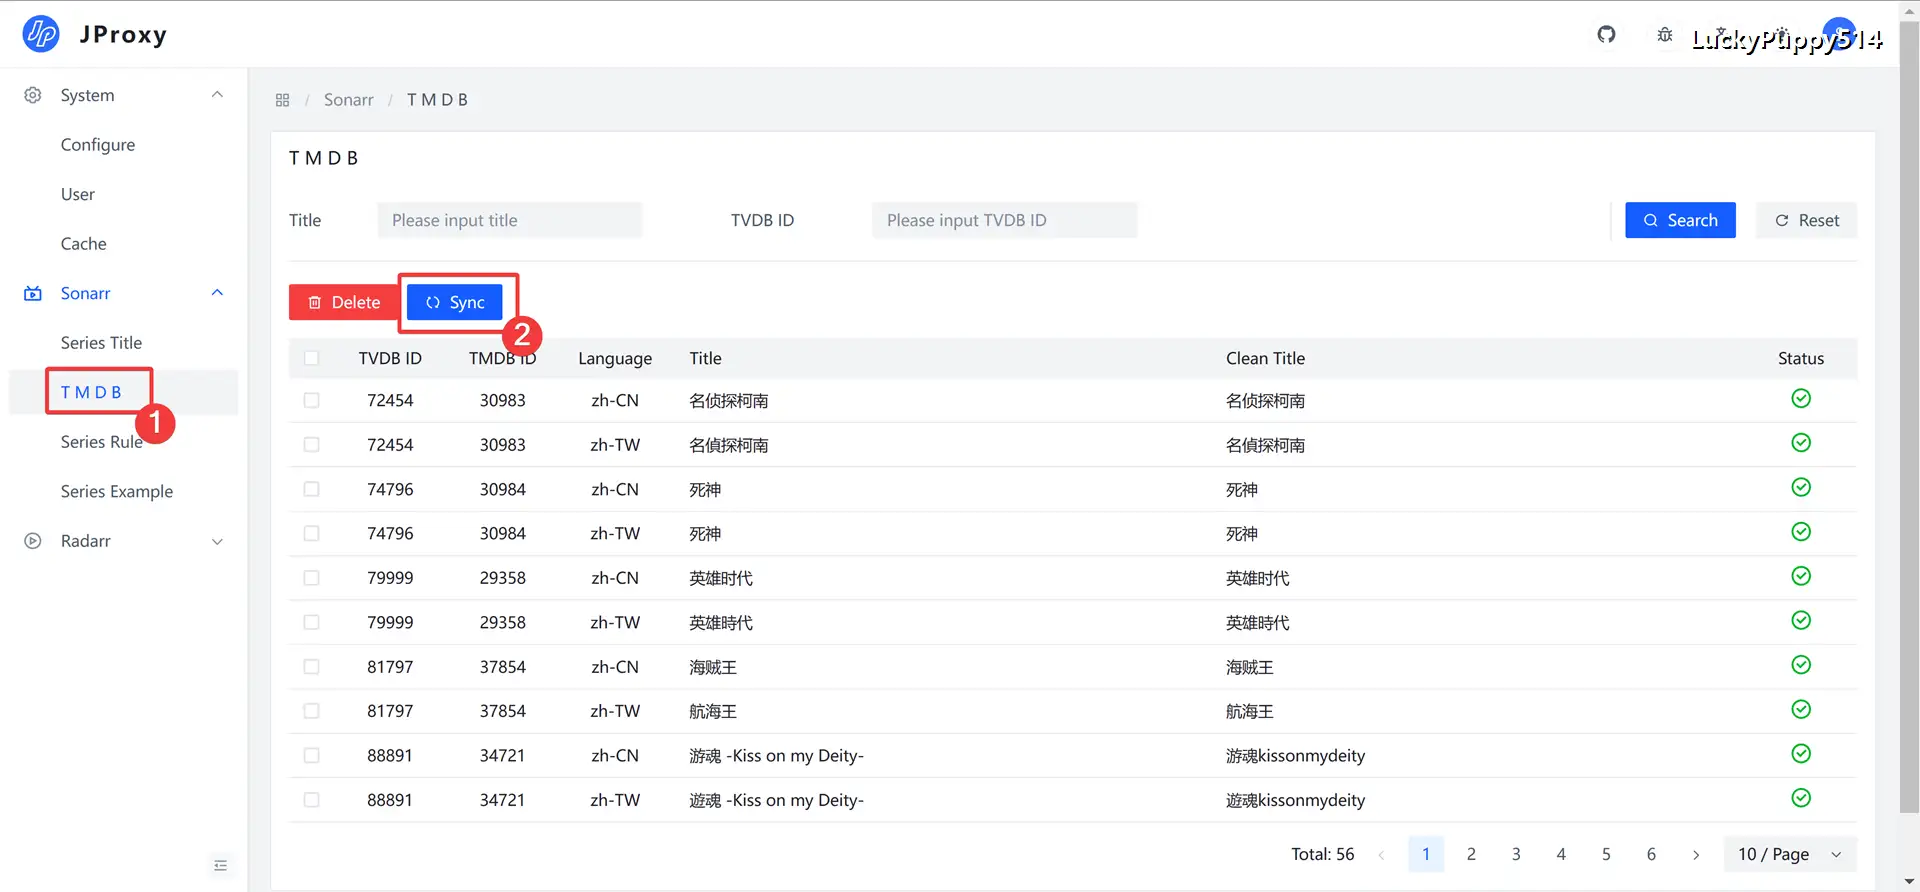 JProxy
LuckyPuppy514
System
Configure
User
Cache
Sonarr
Series Title
T M D B
1
Series Rule
Series Example
Radarr
/ Sonarr / T M D B
T M D B
Title Please input title TVDB ID Please input TVDB ID Search Reset
Delete Sync
2
TVDB ID TMDB ID Language Title Clean Title Status
72454 30983 zh-CN 名侦探柯南 名侦探柯南
72454 30983 zh-TW 名偵探柯南 名偵探柯南
74796 30984 zh-CN 死神 死神
74796 30984 zh-TW 死神 死神
79999 29358 zh-CN 英雄时代 英雄时代
79999 29358 zh-TW 英雄時代 英雄時代
81797 37854 zh-CN 海贼王 海贼王
81797 37854 zh-TW 航海王 航海王
88891 34721 zh-CN 游魂 -Kiss on my Deity- 游魂kissonmydeity
88891 34721 zh-TW 遊魂 -Kiss on my Deity- 遊魂kissonmydeity
Total: 56 1 2 3 4 5 6 10 / Page